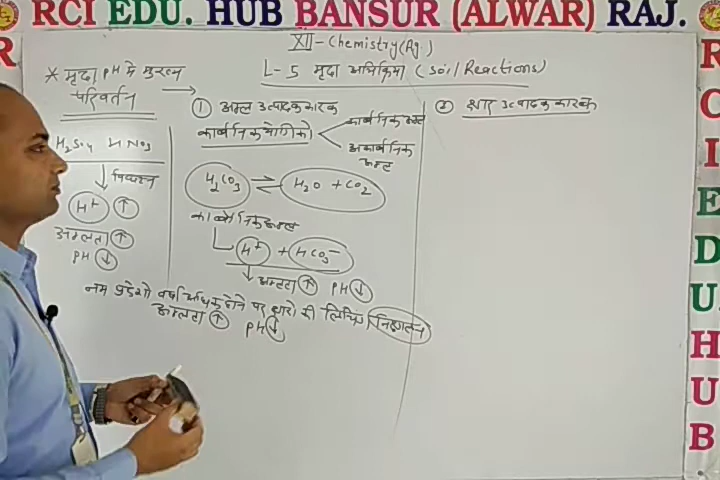 RCI EDU. HUB BANSUR (ALWAR) RAJ.
R
RCIEDU.HUB
XII - Chemistry (Ag.)
L-5 मृदा अभिक्रिया (Soil Reactions)
* मृदा pH में मुख्य परिवर्तन →
① अम्ल उत्पादक कारक
② क्षार उत्पादक कारक
H₂SO₄ HNO₃
H⁺ ↑
अम्लता ↑
PH ↓
कार्बनिक यौगिको
कार्बनिक अम्ल
अकार्बनिक अम्ल
H₂CO₃ ⇌ H₂O + CO₂
कार्बोनिक अम्ल
H⁺ + HCO₃⁻
अम्लता ↑ PH ↓
नम प्रदेशो वर्षा अधिक होने पर क्षारो की लिचिंग / निक्षालन
अम्लता ↑
PH ↓